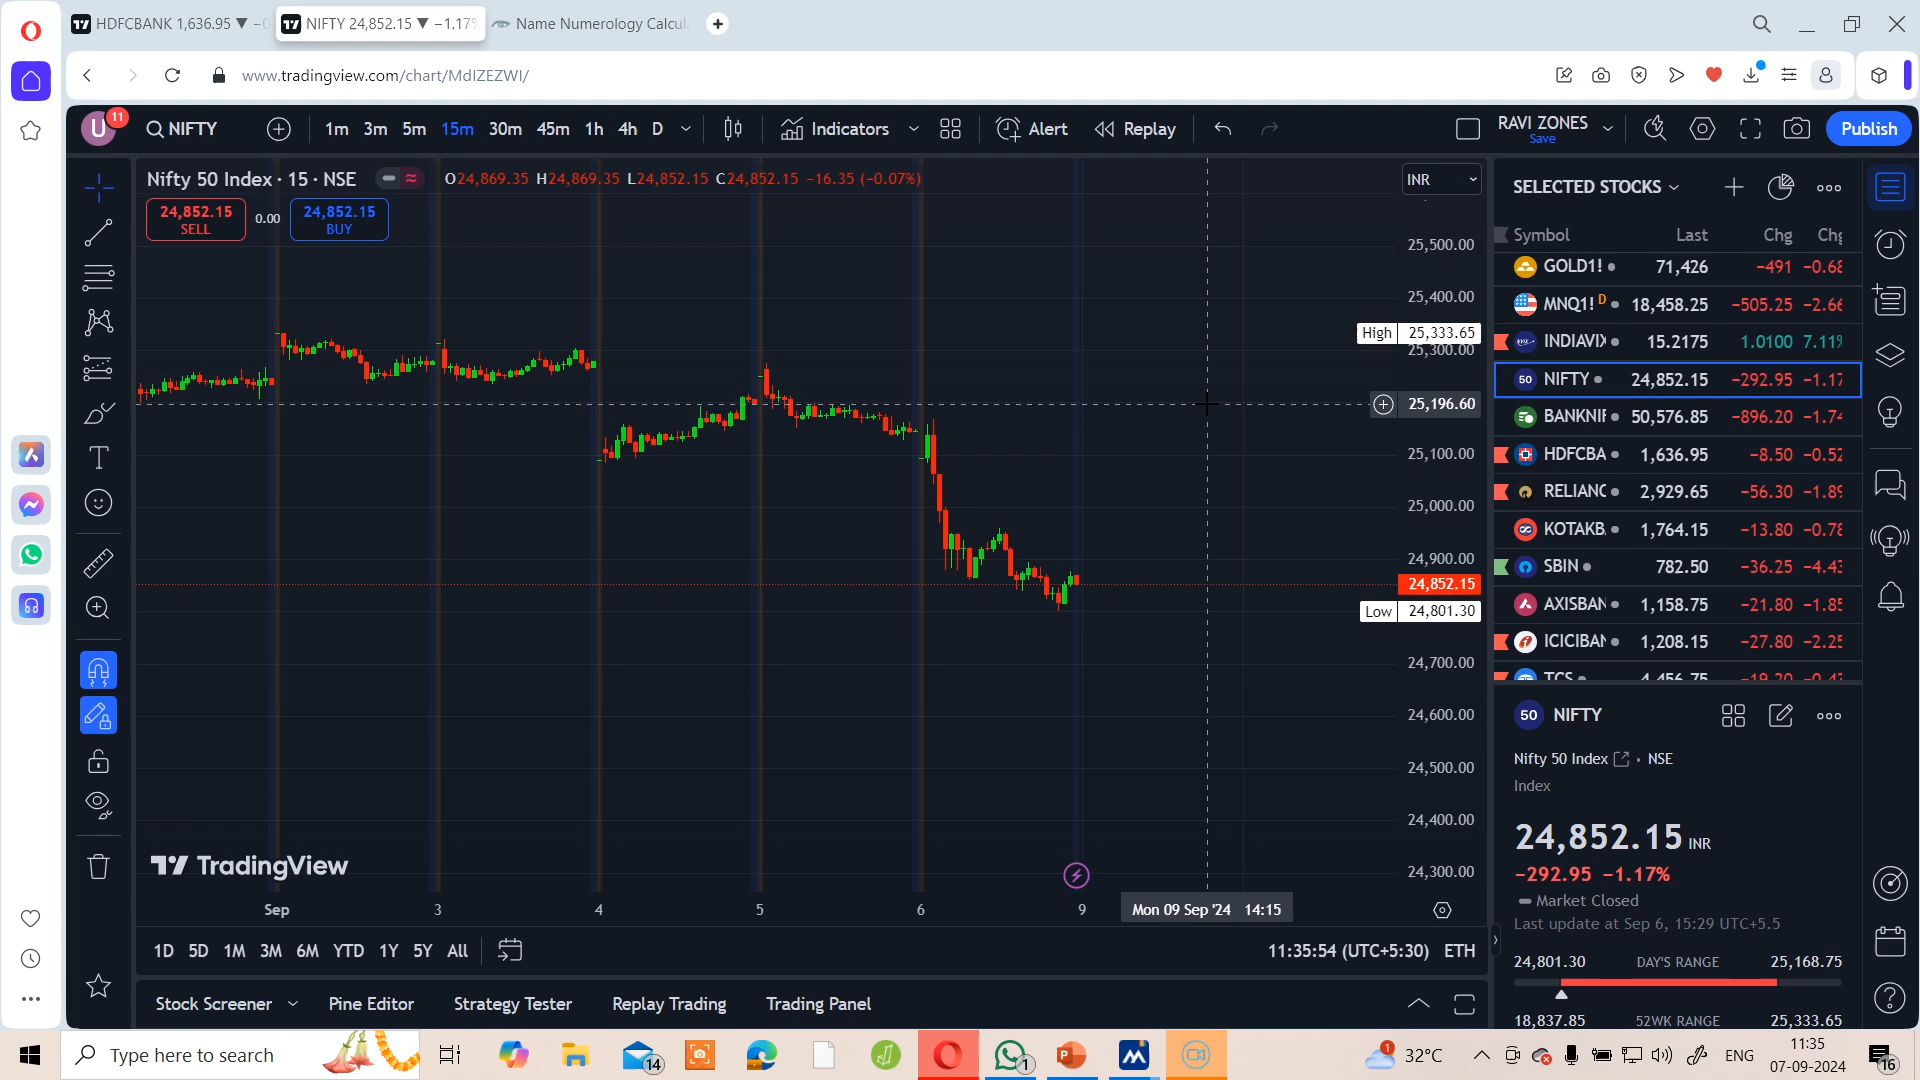 HDFCBANK 1,636.95 ▼
NIFTY 24,852.15 ▼ −1.17%
Name Numerology Calcul
www.tradingview.com/chart/MdIZEZWI/
U
11
NIFTY
1m 3m 5m 15m 30m 45m 1h 4h D
Indicators
Alert
Replay
RAVI ZONES
Save
Publish
Nifty 50 Index · 15 · NSE
O24,869.35 H24,869.35 L24,852.15 C24,852.15 −16.35 (−0.07%)
24,852.15
SELL
0.00
24,852.15
BUY
INR
25,500.00
25,400.00
High 25,333.65
25,300.00
25,196.60
25,100.00
25,000.00
24,900.00
24,852.15
Low 24,801.30
24,700.00
24,600.00
24,500.00
24,400.00
24,300.00
TradingView
Sep 3 4 5 6 9
Mon 09 Sep '24 14:15
1D 5D 1M 3M 6M YTD 1Y 5Y All
11:35:54 (UTC+5:30) ETH
Stock Screener
Pine Editor
Strategy Tester
Replay Trading
Trading Panel
SELECTED STOCKS
Symbol Last Chg Chg
GOLD1! 71,426 −491 −0.68
MNQ1! D 18,458.25 −505.25 −2.66
INDIAVIX 15.2175 1.0100 7.11%
50 NIFTY 24,852.15 −292.95 −1.17
BANKNIF 50,576.85 −896.20 −1.74
HDFCBA 1,636.95 −8.50 −0.52
RELIANC 2,929.65 −56.30 −1.89
KOTAKB 1,764.15 −13.80 −0.78
SBIN 782.50 −36.25 −4.43
AXISBAN 1,158.75 −21.80 −1.85
ICICIBAN 1,208.15 −27.80 −2.25
TCS 4,456.75 −19.20 −0.47
50 NIFTY
Nifty 50 Index · NSE
Index
24,852.15 INR
−292.95 −1.17%
Market Closed
Last update at Sep 6, 15:29 UTC+5.5
24,801.30 DAY'S RANGE 25,168.75
18,837.85 52WK RANGE 25,333.65
Type here to search
14
1
1
32°C
ENG
11:35
07-09-2024
16